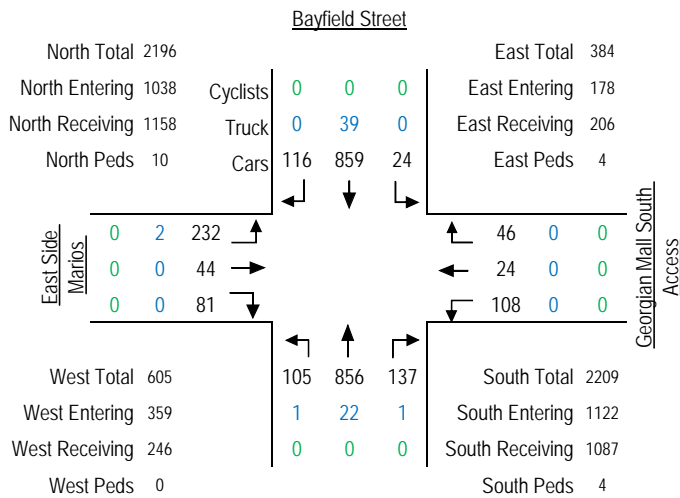 Bayfield Street
North Total 2196
East Total 384
North Entering 1038
Cyclists 0 0 0
East Entering 178
North Receiving 1158
Truck 0 39 0
East Receiving 206
North Peds 10
Cars 116 859 24
East Peds 4
East Side
Marios
0 2 232
46 0 0
0 0 44
24 0 0
0 0 81
108 0 0
Georgian Mall South
Access
West Total 605
105 856 137
South Total 2209
West Entering 359
1 22 1
South Entering 1122
West Receiving 246
0 0 0
South Receiving 1087
West Peds 0
South Peds 4